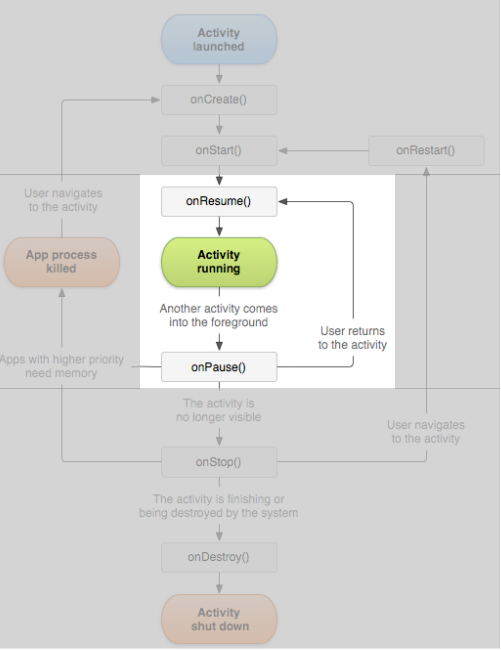 Activity
launched
onCreate()
onStart()
onRestart()
User navigates
to the activity
onResume()
App process
killed
Activity
running
Another activity comes
into the foreground
User returns
to the activity
Apps with higher priority
need memory
onPause()
The activity is
no longer visible
User navigates
to the activity
onStop()
The activity is finishing or
being destroyed by the system
onDestroy()
Activity
shut down